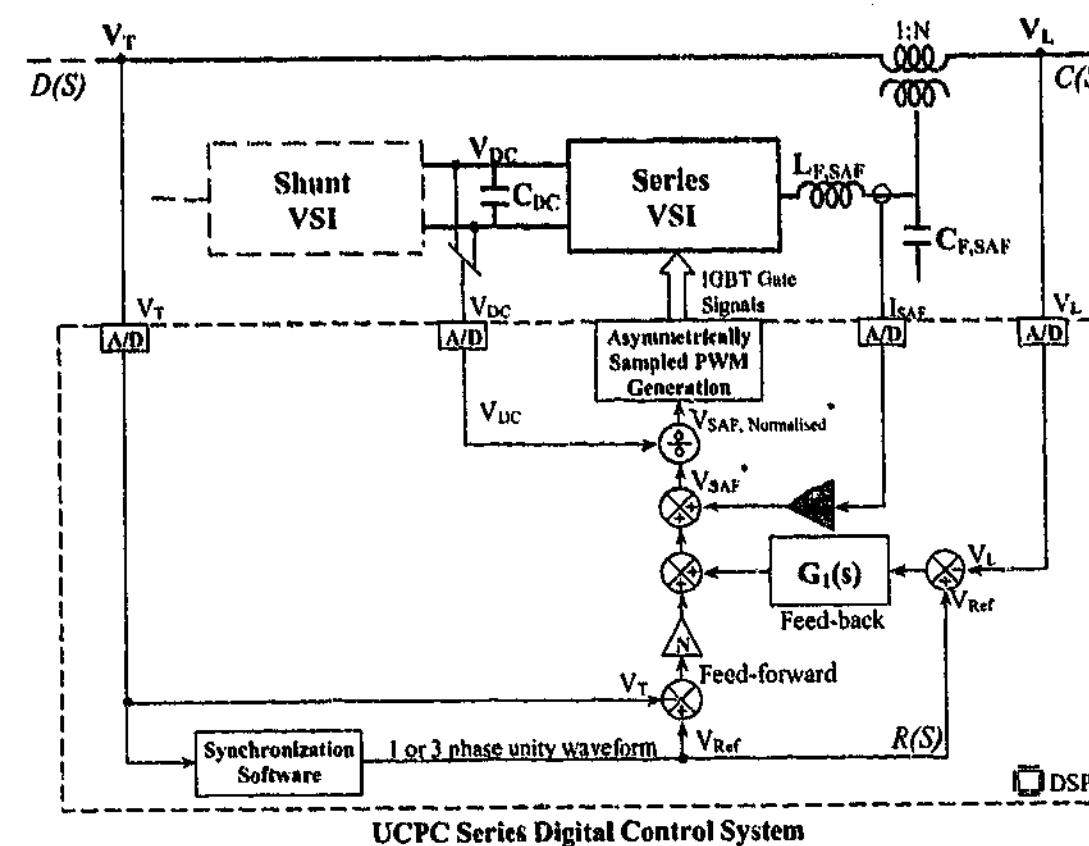 V_T
1:N
V_L
D(S)
C(S
V_DC
Shunt
VSI
C_DC
Series
VSI
L_F,SAF
C_F,SAF
IGBT Gate
Signals
V_T
V_DC
I_SAF
V_L
A/D
A/D
A/D
A/D
Asymmetrically
Sampled PWM
Generation
V_DC
V_SAF, Normalised*
V_SAF*
G_1(s)
V_L
V_Ref
Feed-back
N
Feed-forward
V_T
Synchronization
Software
1 or 3 phase unity waveform
V_Ref
R(S)
DSP
UCPC Series Digital Control System